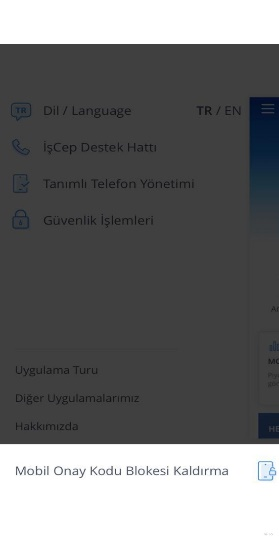 TR Dil / Language TR / EN
İşCep Destek Hattı
Tanımlı Telefon Yönetimi
Güvenlik İşlemleri
Uygulama Turu
Diğer Uygulamalarımız
Hakkımızda
Mobil Onay Kodu Blokesi Kaldırma